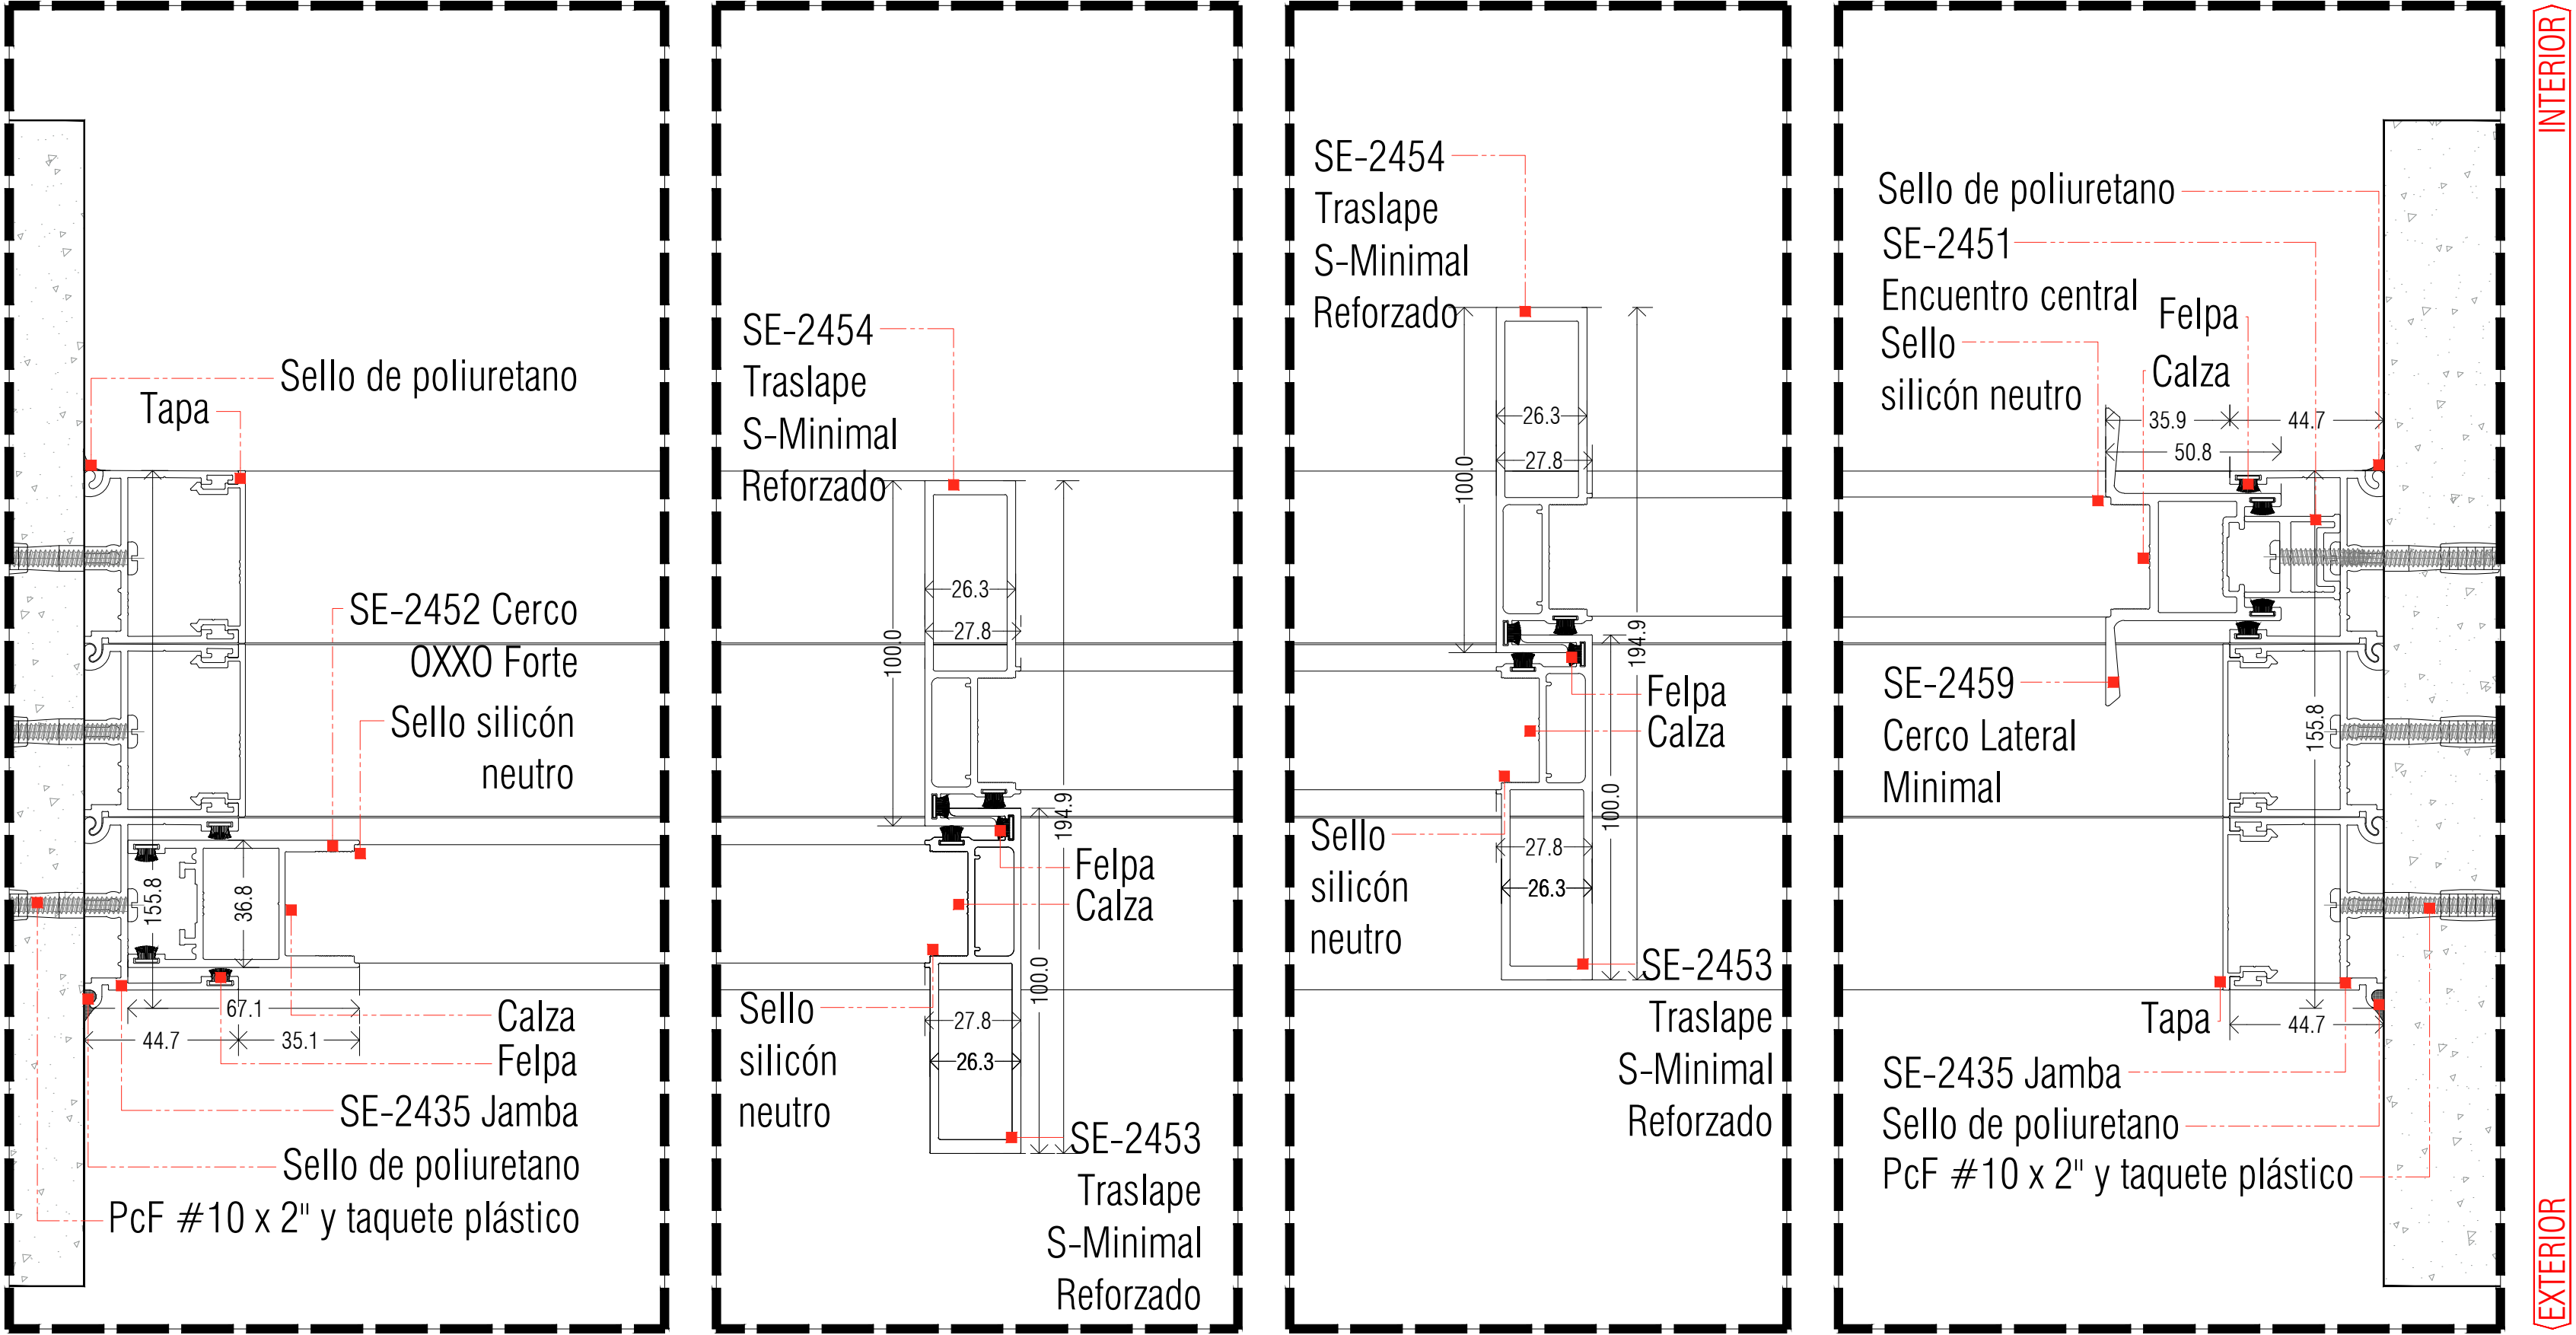 Sello de poliuretano
Tapa
SE-2452 Cerco
OXXO Forte
Sello silicón
neutro
155.8
36.8
67.1
44.7
35.1
Calza
Felpa
SE-2435 Jamba
Sello de poliuretano
PcF #10 x 2" y taquete plástico
SE-2454
Traslape
S-Minimal
Reforzado
26.3
27.8
100.0
194.9
Felpa
Calza
100.0
Sello
silicón
neutro
27.8
26.3
SE-2453
Traslape
S-Minimal
Reforzado
SE-2454
Traslape
S-Minimal
Reforzado
26.3
27.8
100.0
194.9
Felpa
Calza
100.0
Sello
silicón
neutro
27.8
26.3
SE-2453
Traslape
S-Minimal
Reforzado
Sello de poliuretano
SE-2451
Encuentro central
Felpa
Sello
silicón neutro
Calza
35.9
44.7
50.8
SE-2459
Cerco Lateral
Minimal
155.8
Tapa
44.7
SE-2435 Jamba
Sello de poliuretano
PcF #10 x 2" y taquete plástico
INTERIOR
EXTERIOR